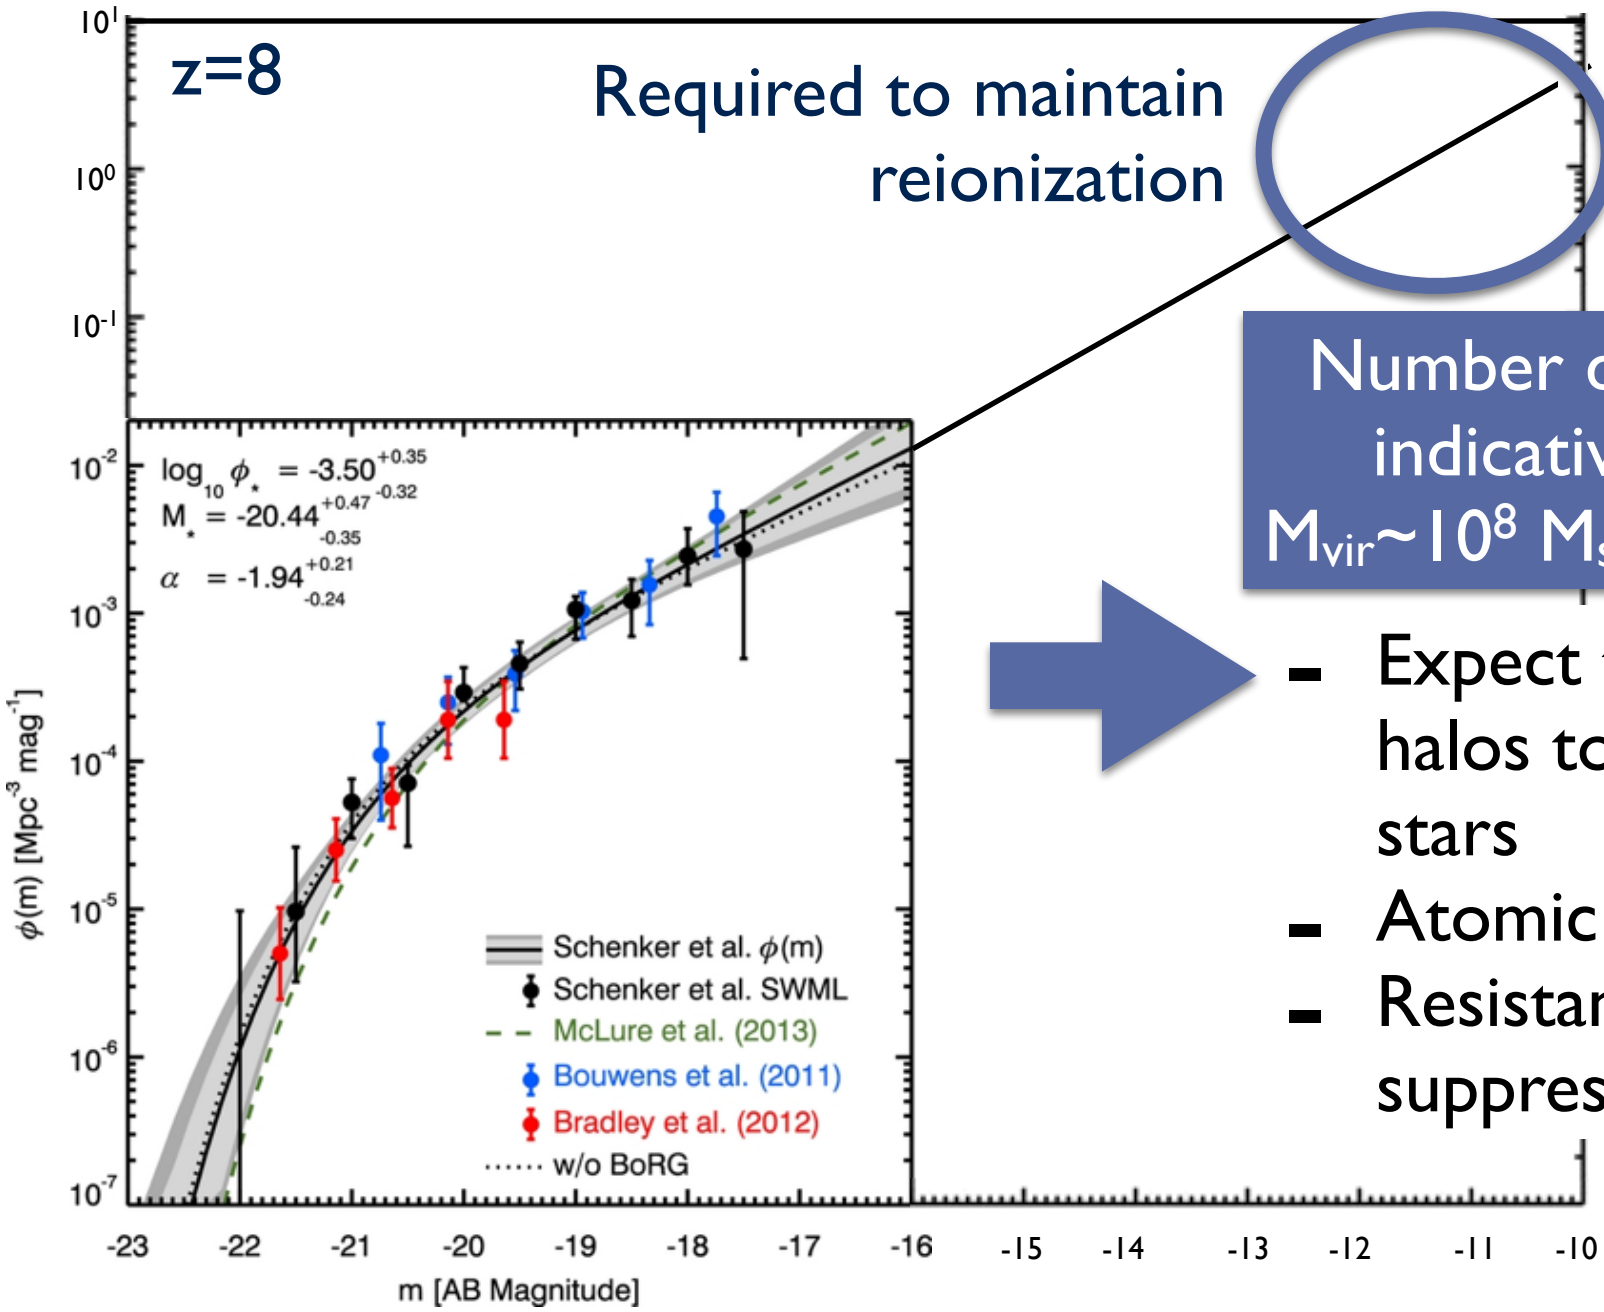 z=8
Required to maintain
reionization
10¹
10⁰
10⁻¹
10⁻²
10⁻³
10⁻⁴
10⁻⁵
10⁻⁶
10⁻⁷
ϕ(m) [Mpc⁻³ mag⁻¹]
log₁₀ ϕ* = -3.50 +0.35 -0.32
M* = -20.44 +0.47 -0.35
α = -1.94 +0.21 -0.24
Schenker et al. ϕ(m)
Schenker et al. SWML
McLure et al. (2013)
Bouwens et al. (2011)
Bradley et al. (2012)
w/o BoRG
-23 -22 -21 -20 -19 -18 -17 -16 -15 -14 -13 -12 -11 -10
m [AB Magnitude]
Number
indicativ
Mvir~10⁸ M
- Expect
halos to
stars
- Atomic
- Resistan
suppres